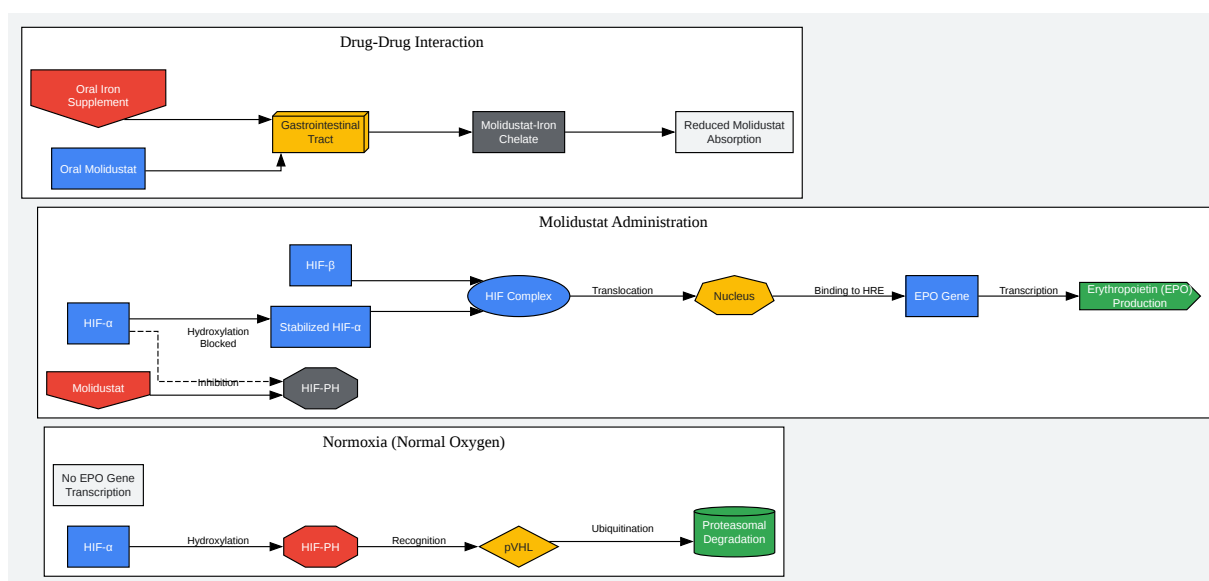 Drug-Drug Interaction
Oral Iron
Supplement
Oral Molidustat
Gastrointestinal
Tract
Molidustat-Iron
Chelate
Reduced Molidustat
Absorption
Molidustat Administration
HIF-β
HIF-α
Hydroxylation
Blocked
Stabilized HIF-α
Molidustat
Inhibition
HIF-PH
HIF Complex
Translocation
Nucleus
Binding to HRE
EPO Gene
Transcription
Erythropoietin (EPO)
Production
Normoxia (Normal Oxygen)
No EPO Gene
Transcription
HIF-α
Hydroxylation
HIF-PH
Recognition
pVHL
Ubiquitination
Proteasomal
Degradation